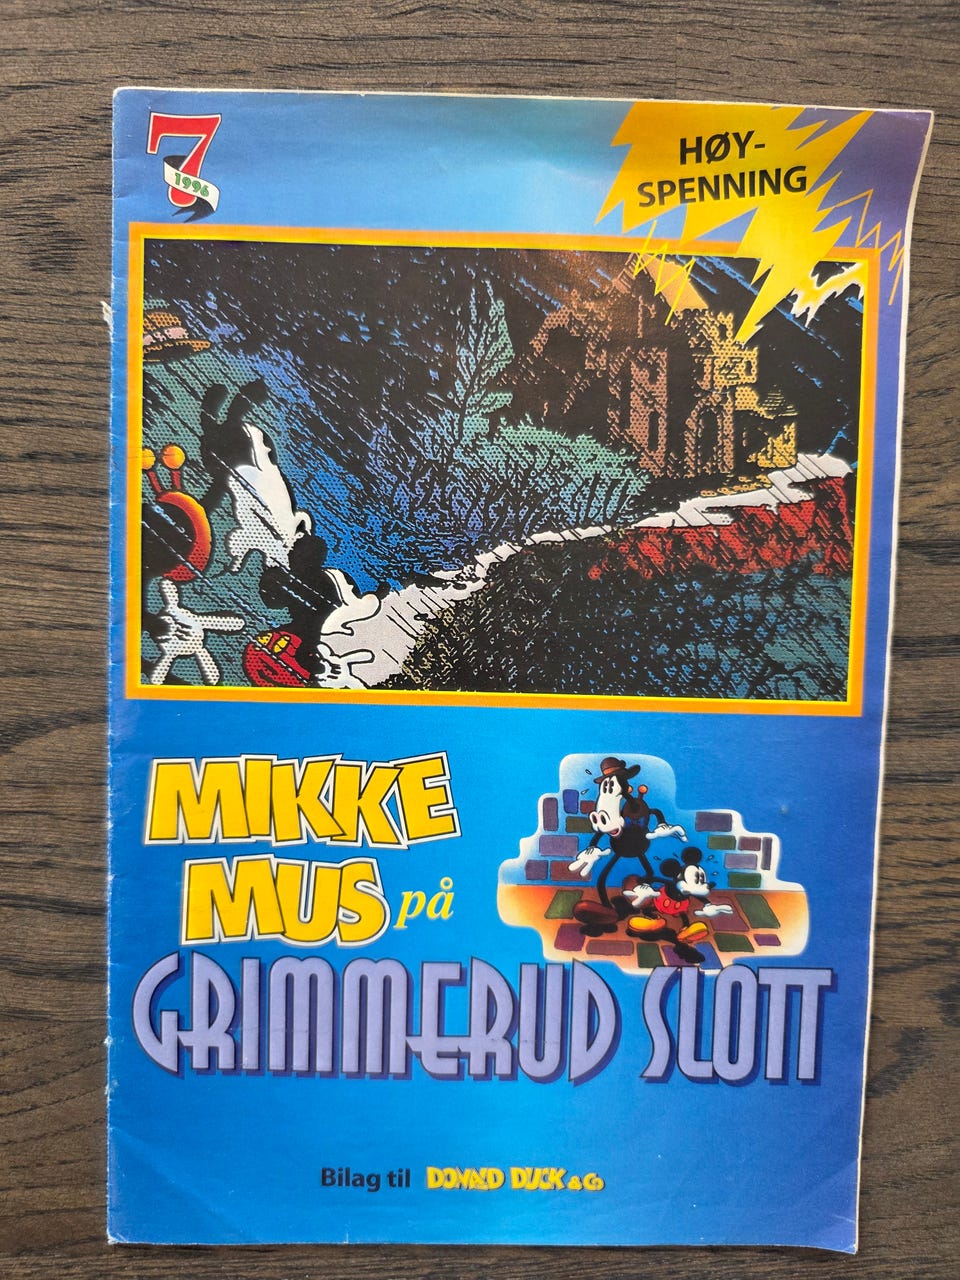 7
1996
HØY-
SPENNING
MIKKE
MUS på
GRIMMERUD SLOTT
Bilag til DONALD DUCK & Co